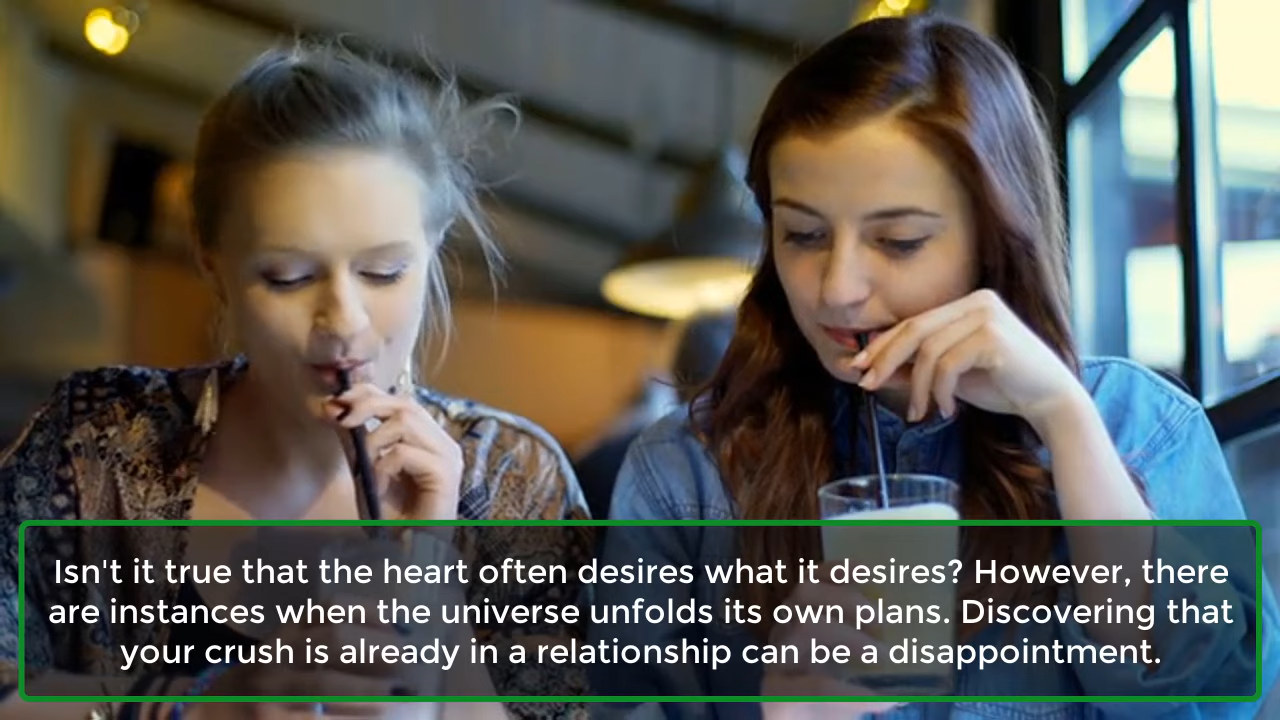 Isn't it true that the heart often desires what it desires? However, there
are instances when the universe unfolds its own plans. Discovering that
your crush is already in a relationship can be a disappointment.